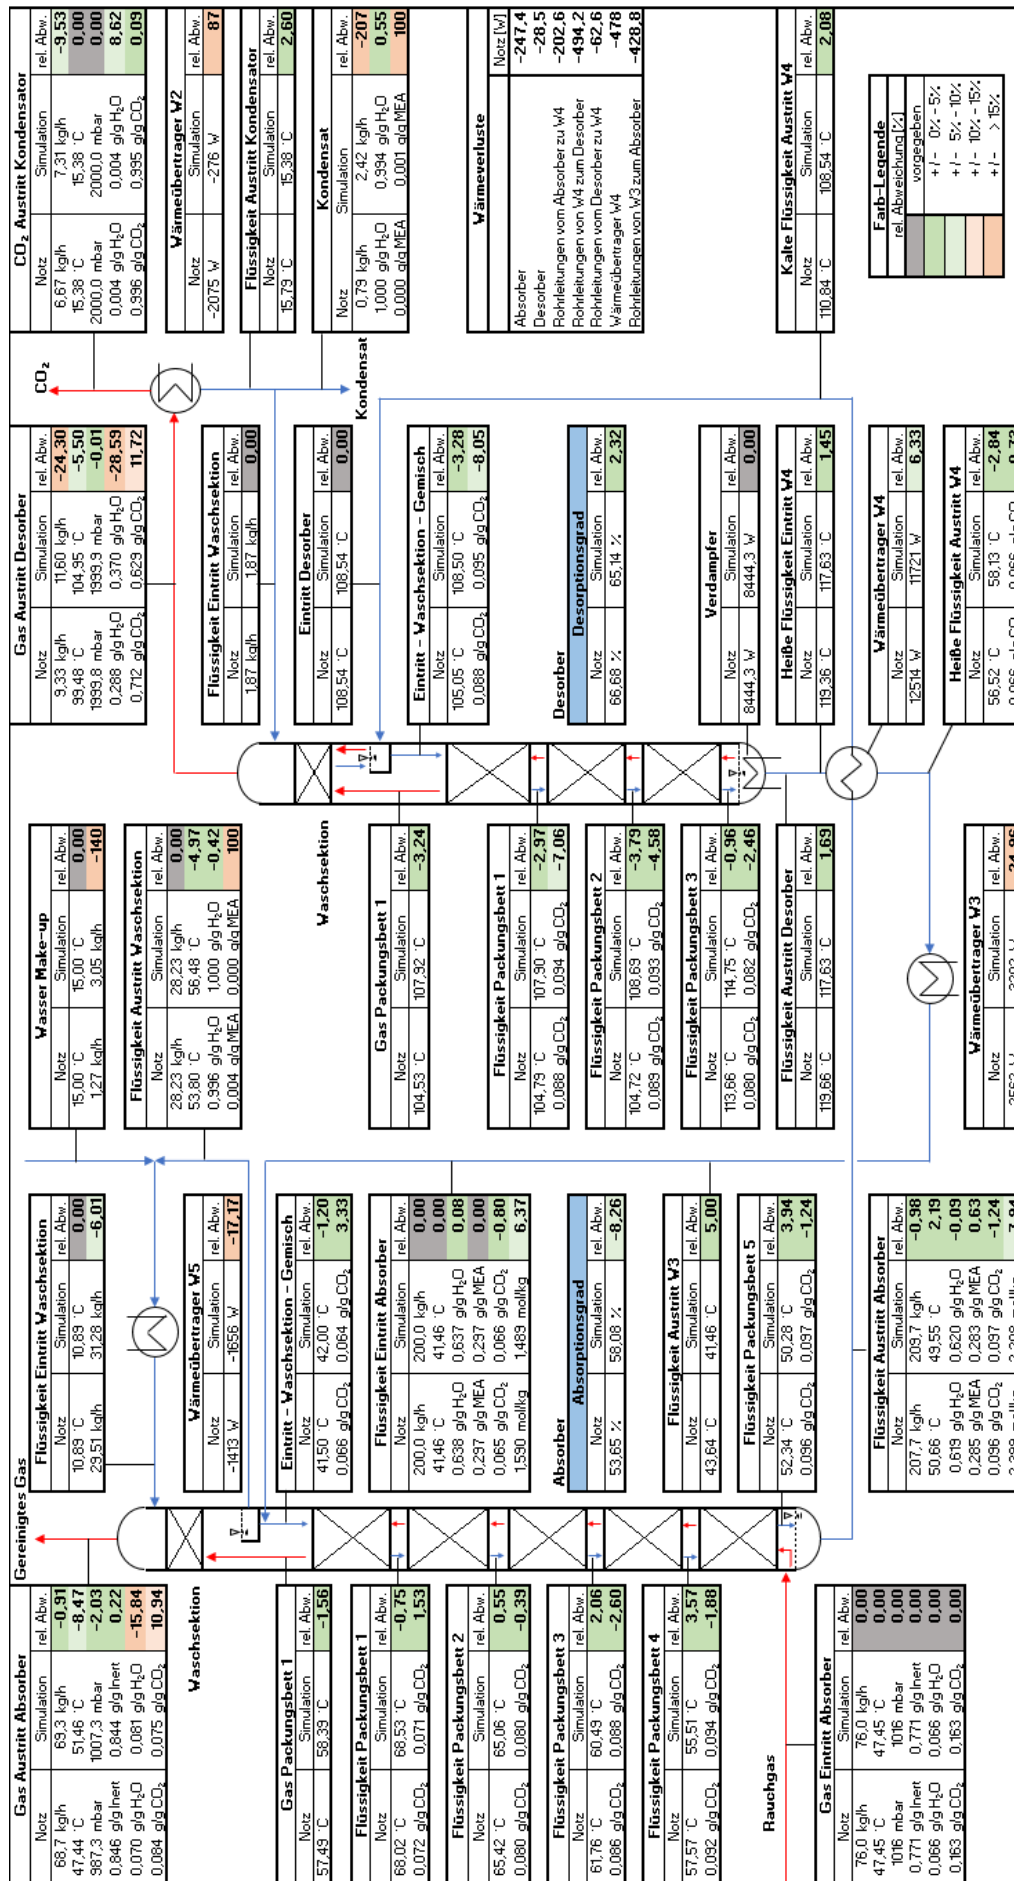 Gas Austritt Absorber
Notz Simulation rel. Abw.
68,7 kg/h 69,3 kg/h -0,91
47,44 °C 51,46 °C -8,47
987,3 mbar 1007,3 mbar -2,03
0,846 g/g Inert 0,844 g/g Inert 0,22
0,070 g/g H₂O 0,081 g/g H₂O -15,84
0,084 g/g CO₂ 0,075 g/g CO₂ 10,94
Waschsektion
Gas Packungsbett 1
Notz Simulation rel. Abw.
57,49 °C 58,39 °C -1,56
Flüssigkeit Packungsbett 1
Notz Simulation rel. Abw.
68,02 °C 68,53 °C -0,75
0,072 g/g CO₂ 0,071 g/g CO₂ 1,53
Flüssigkeit Packungsbett 2
Notz Simulation rel. Abw.
65,42 °C 65,06 °C 0,55
0,080 g/g CO₂ 0,080 g/g CO₂ -0,39
Flüssigkeit Packungsbett 3
Notz Simulation rel. Abw.
61,76 °C 60,49 °C 2,06
0,086 g/g CO₂ 0,088 g/g CO₂ -2,60
Flüssigkeit Packungsbett 4
Notz Simulation rel. Abw.
57,57 °C 55,51 °C 3,57
0,092 g/g CO₂ 0,094 g/g CO₂ -1,88
Rauchgas
Gas Eintritt Absorber
Notz Simulation rel. Abw.
76,0 kg/h 76,0 kg/h 0,00
47,45 °C 47,45 °C 0,00
1016 mbar 1016 mbar 0,00
0,771 g/g Inert 0,771 g/g Inert 0,00
0,066 g/g H₂O 0,066 g/g H₂O 0,00
0,163 g/g CO₂ 0,163 g/g CO₂ 0,00
Gereinigtes Gas
Flüssigkeit Eintritt Waschsektion
Notz Simulation rel. Abw.
10,89 °C 10,89 °C 0,00
29,51 kg/h 31,28 kg/h -6,01
Wärmeübertrager W5
Notz Simulation rel. Abw.
-1413 W -1656 W -17,17
Eintritt - Waschsektion - Gemisch
Notz Simulation rel. Abw.
41,50 °C 42,00 °C -1,20
0,066 g/g CO₂ 0,064 g/g CO₂ 3,33
Flüssigkeit Eintritt Absorber
Notz Simulation rel. Abw.
200,0 kg/h 200,0 kg/h 0,00
41,46 °C 41,46 °C 0,00
0,638 g/g H₂O 0,637 g/g H₂O 0,08
0,297 g/g MEA 0,297 g/g MEA 0,00
0,065 g/g CO₂ 0,066 g/g CO₂ -0,80
1,590 mol/kg 1,489 mol/kg 6,37
Absorber
Absorptionsgrad
Notz Simulation rel. Abw.
53,65 % 58,08 % -8,26
Flüssigkeit Austritt W3
Notz Simulation rel. Abw.
43,64 °C 41,46 °C 5,00
Flüssigkeit Packungsbett 5
Notz Simulation rel. Abw.
52,34 °C 50,28 °C 3,94
0,096 g/g CO₂ 0,097 g/g CO₂ -1,24
Flüssigkeit Austritt Absorber
Notz Simulation rel. Abw.
207,7 kg/h 209,7 kg/h -0,98
50,66 °C 49,55 °C 2,19
0,619 g/g H₂O 0,620 g/g H₂O -0,09
0,285 g/g MEA 0,283 g/g MEA 0,63
0,096 g/g CO₂ 0,097 g/g CO₂ -1,24
Wasser Make-up
Notz Simulation rel. Abw.
15,00 °C 15,00 °C 0,00
1,27 kg/h 3,05 kg/h -140
Flüssigkeit Austritt Waschsektion
Notz Simulation rel. Abw.
28,23 kg/h 28,23 kg/h 0,00
53,80 °C 56,48 °C -4,97
0,996 g/g H₂O 1,000 g/g H₂O -0,42
0,004 g/g MEA 0,000 g/g MEA 100
Waschsektion
Gas Packungsbett 1
Notz Simulation rel. Abw.
104,53 °C 107,92 °C -3,24
Flüssigkeit Packungsbett 1
Notz Simulation rel. Abw.
104,79 °C 107,90 °C -2,97
0,088 g/g CO₂ 0,094 g/g CO₂ -7,06
Flüssigkeit Packungsbett 2
Notz Simulation rel. Abw.
104,72 °C 108,69 °C -3,79
0,089 g/g CO₂ 0,093 g/g CO₂ -4,58
Flüssigkeit Packungsbett 3
Notz Simulation rel. Abw.
113,66 °C 114,75 °C -0,96
0,080 g/g CO₂ 0,082 g/g CO₂ -2,46
Flüssigkeit Austritt Desorber
Notz Simulation rel. Abw.
119,66 °C 117,63 °C 1,69
Wärmeübertrager W3
Notz Simulation rel. Abw.
Gas Austritt Desorber
Notz Simulation rel. Abw.
9,33 kg/h 11,60 kg/h -24,30
99,48 °C 104,95 °C -5,50
1999,8 mbar 1999,9 mbar -0,01
0,288 g/g H₂O 0,370 g/g H₂O -28,59
0,712 g/g CO₂ 0,629 g/g CO₂ 11,72
Flüssigkeit Eintritt Waschsektion
Notz Simulation rel. Abw.
1,87 kg/h 1,87 kg/h 0,00
Eintritt Desorber
Notz Simulation rel. Abw.
108,54 °C 108,54 °C 0,00
Eintritt - Waschsektion - Gemisch
Notz Simulation rel. Abw.
105,05 °C 108,50 °C -3,28
0,088 g/g CO₂ 0,095 g/g CO₂ -8,05
Desorber
Desorptionsgrad
Notz Simulation rel. Abw.
66,68 % 65,14 % 2,32
Verdampfer
Notz Simulation rel. Abw.
8444,3 W 8444,3 W 0,00
Heiße Flüssigkeit Eintritt W4
Notz Simulation rel. Abw.
119,36 °C 117,63 °C 1,45
Wärmeübertrager W4
Notz Simulation rel. Abw.
12514 W 11721 W 6,33
Heiße Flüssigkeit Austritt W4
Notz Simulation rel. Abw.
56,52 °C 58,13 °C -2,84
CO₂
Kondensat
CO₂ Austritt Kondensator
Notz Simulation rel. Abw.
6,67 kg/h 7,31 kg/h -9,53
15,38 °C 15,38 °C 0,00
2000,0 mbar 2000,0 mbar 0,00
0,004 g/g H₂O 0,004 g/g H₂O 8,62
0,996 g/g CO₂ 0,995 g/g CO₂ 0,09
Wärmeübertrager W2
Notz Simulation rel. Abw.
-2075 W -276 W 87
Flüssigkeit Austritt Kondensator
Notz Simulation rel. Abw.
15,79 °C 15,38 °C 2,60
Kondensat
Notz Simulation rel. Abw.
0,79 kg/h 2,42 kg/h -207
1,000 g/g H₂O 0,994 g/g H₂O 0,55
0,000 g/g MEA 0,001 g/g MEA 100
Wärmeverluste
Notz [W]
Absorber -247,4
Desorber -28,5
Rohrleitungen vom Absorber zu W4 -202,6
Rohrleitungen von W4 zum Desorber -494,2
Rohrleitungen vom Desorber zu W4 -62,6
Wärmeübertrager W4 -478
Rohrleitungen von W3 zum Absorber -428,8
Kalte Flüssigkeit Austritt W4
Notz Simulation rel. Abw.
110,84 °C 108,54 °C 2,08
Farb-Legende
rel. Abweichung [%]
vorgegeben
+/- 0% - 5%
+/- 5% - 10%
+/- 10% - 15%
+/- > 15%